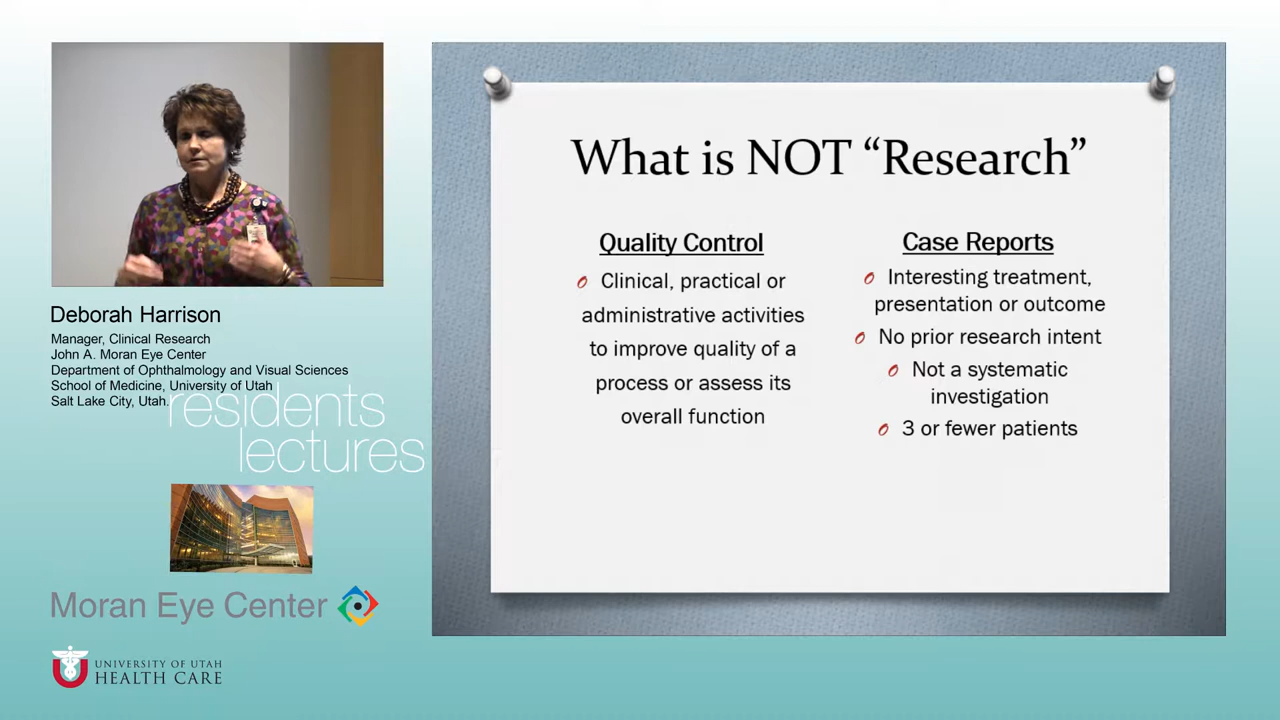 Deborah Harrison
Manager, Clinical Research
John A. Moran Eye Center
Department of Ophthalmology and Visual Sciences
School of Medicine, University of Utah
Salt Lake City, Utah.
residents
lectures
Moran Eye Center
UNIVERSITY OF UTAH
HEALTH CARE
What is NOT “Research”
Quality Control
Clinical, practical or
administrative activities
to improve quality of a
process or assess its
overall function
Case Reports
Interesting treatment,
presentation or outcome
No prior research intent
Not a systematic
investigation
3 or fewer patients